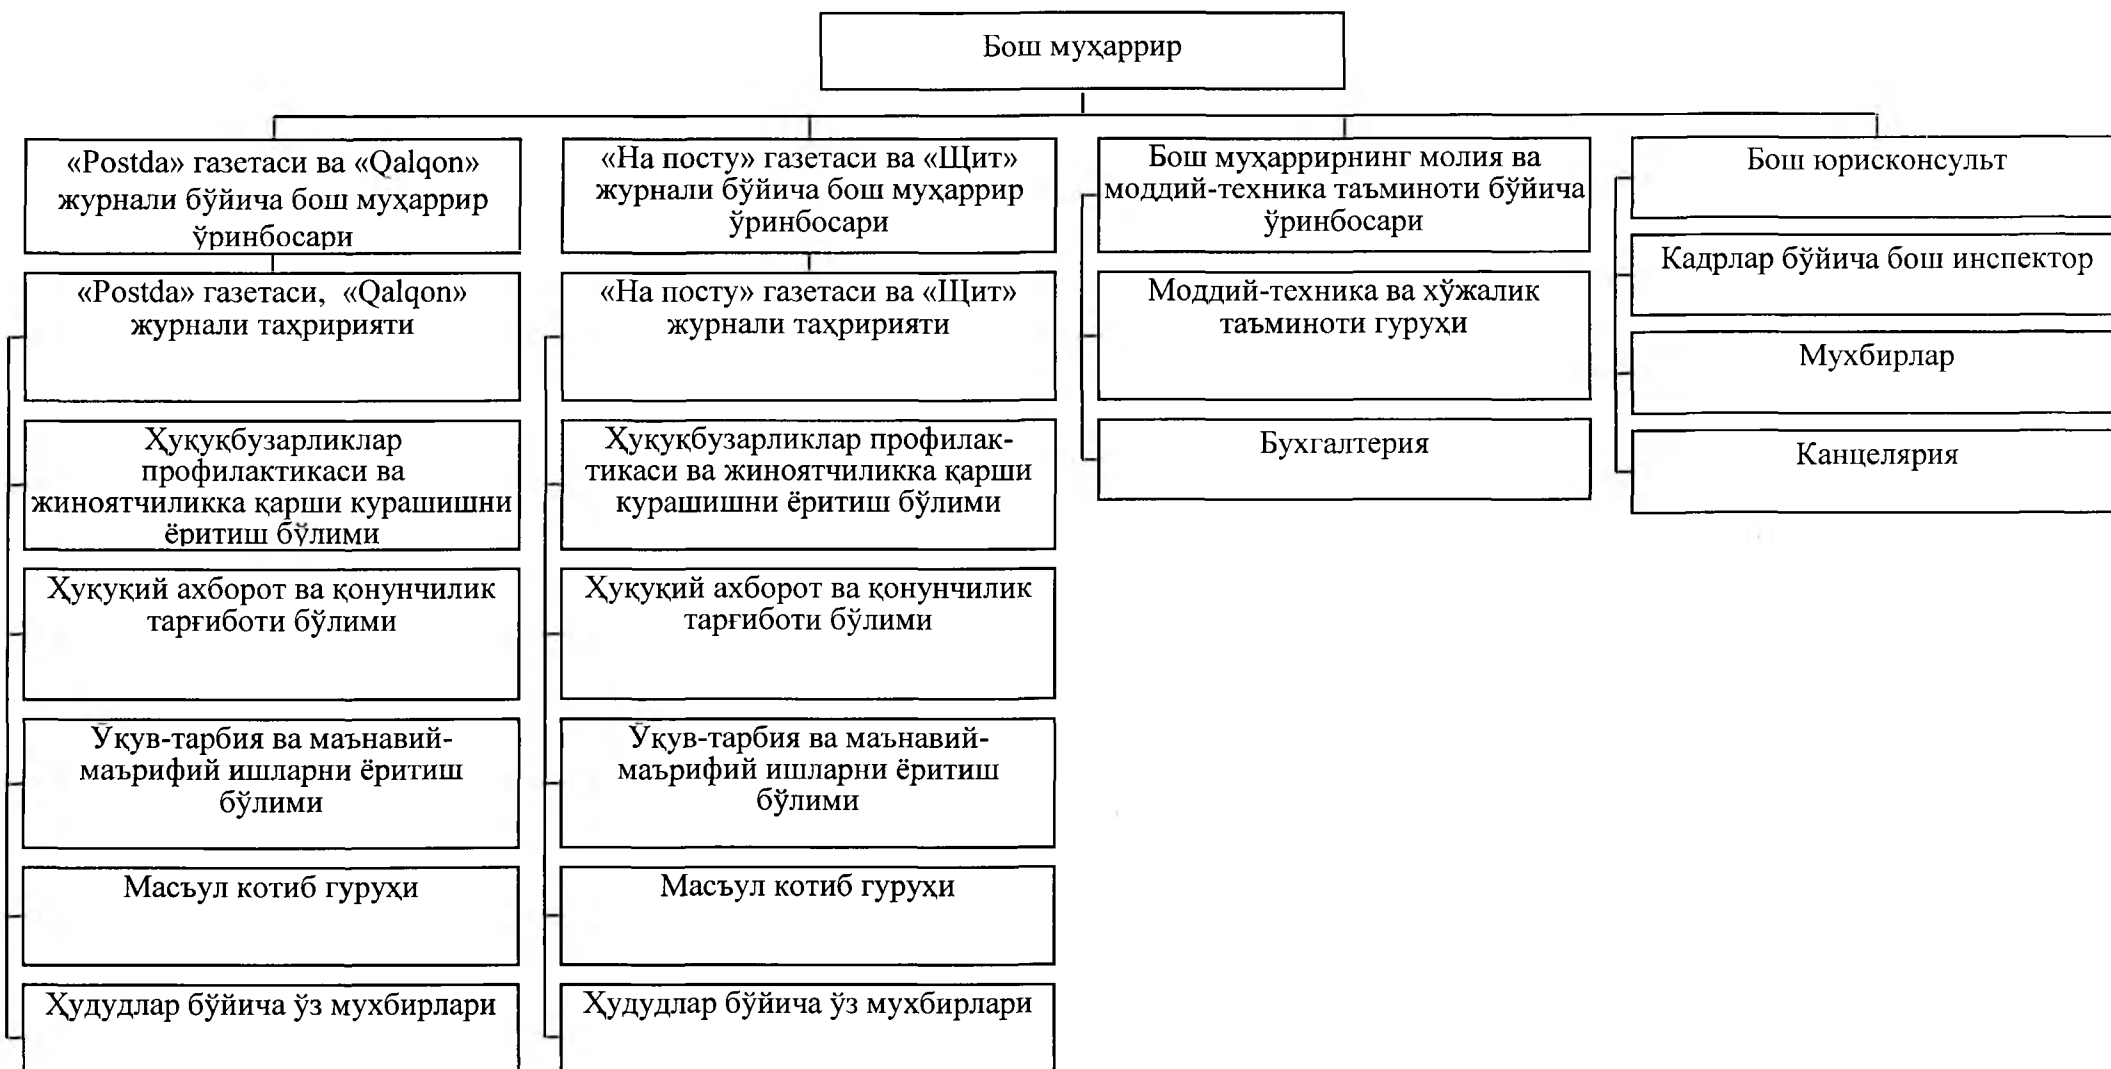 Бош муҳаррир
«Postda» газетаси ва «Qalqon»
журнали бўйича бош муҳаррир
ўринбосари
«Postda» газетаси, «Qalqon»
журнали таҳририяти
Ҳуқуқбузарликлар
профилактикаси ва
жиноятчиликка қарши курашишни
ёритиш бўлими
Ҳуқуқий ахборот ва қонунчилик
тарғиботи бўлими
Ўқув-тарбия ва маънавий-
маърифий ишларни ёритиш
бўлими
Масъул котиб гуруҳи
Ҳудудлар бўйича ўз мухбирлари
«На посту» газетаси ва «Щит»
журнали бўйича бош муҳаррир
ўринбосари
«На посту» газетаси ва «Щит»
журнали таҳририяти
Ҳуқуқбузарликлар профилак-
тикаси ва жиноятчиликка қарши
курашишни ёритиш бўлими
Ҳуқуқий ахборот ва қонунчилик
тарғиботи бўлими
Ўқув-тарбия ва маънавий-
маърифий ишларни ёритиш
бўлими
Масъул котиб гуруҳи
Ҳудудлар бўйича ўз мухбирлари
Бош муҳаррирнинг молия ва
моддий-техника таъминоти бўйича
ўринбосари
Моддий-техника ва хўжалик
таъминоти гуруҳи
Бухгалтерия
Бош юрисконсульт
Кадрлар бўйича бош инспектор
Мухбирлар
Канцелярия